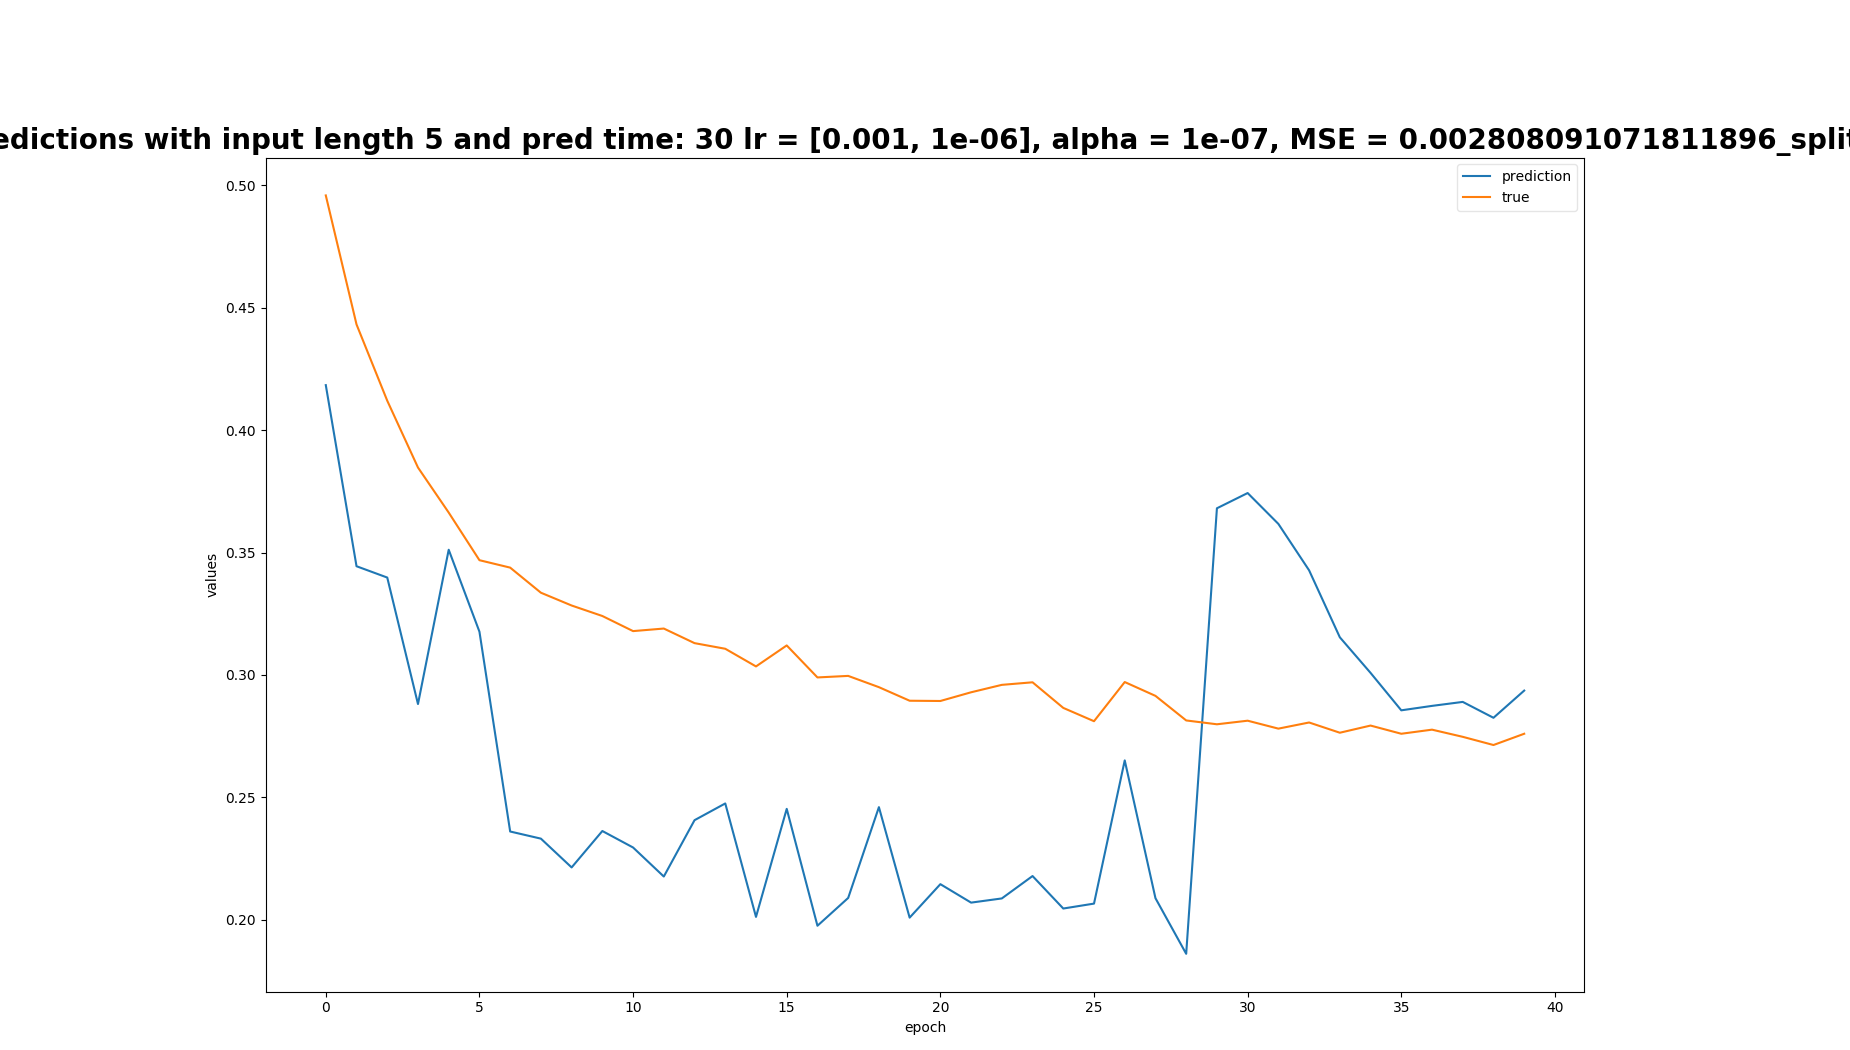 edictions with input length 5 and pred time: 30 lr = [0.001, 1e-06], alpha = 1e-07, MSE = 0.002808091071811896_split
prediction
true
0.50
0.45
0.40
0.35
0.30
0.25
0.20
values
0 5 10 15 20 25 30 35 40
epoch